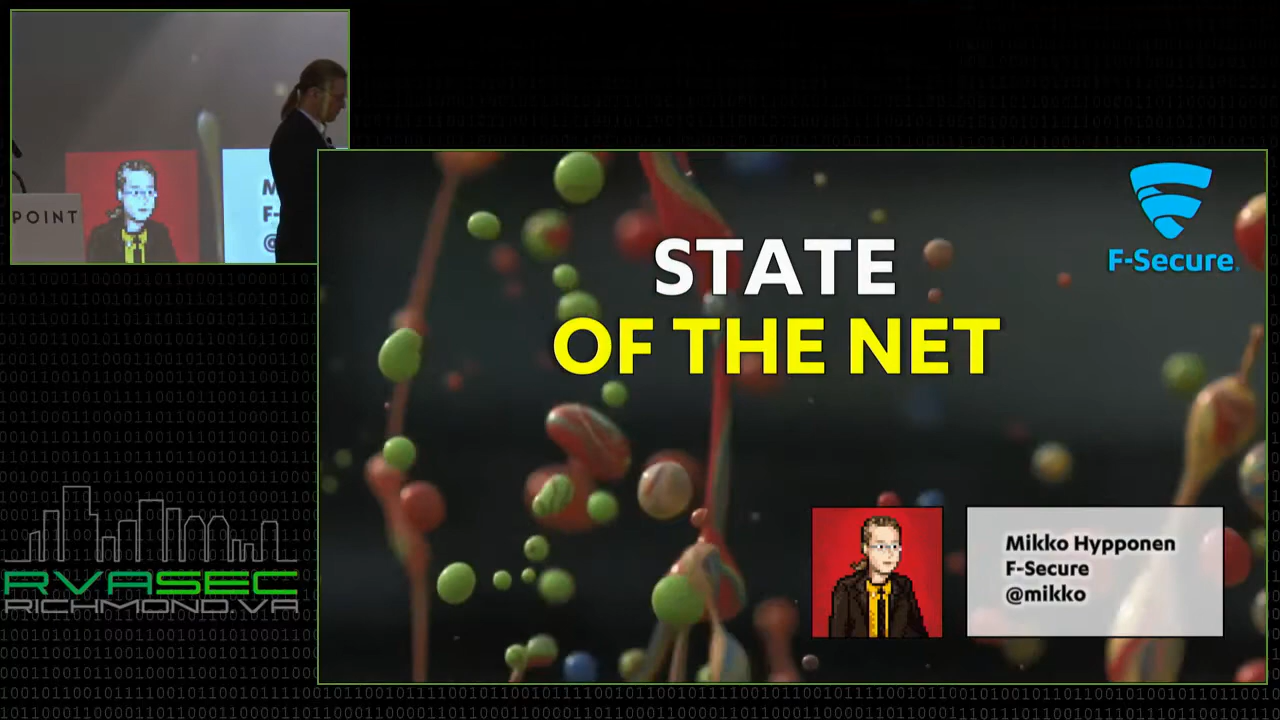 POINT
STATE
OF THE NET
F-Secure
Mikko Hypponen
F-Secure
@mikko
RVASEC
RICHMOND.VA